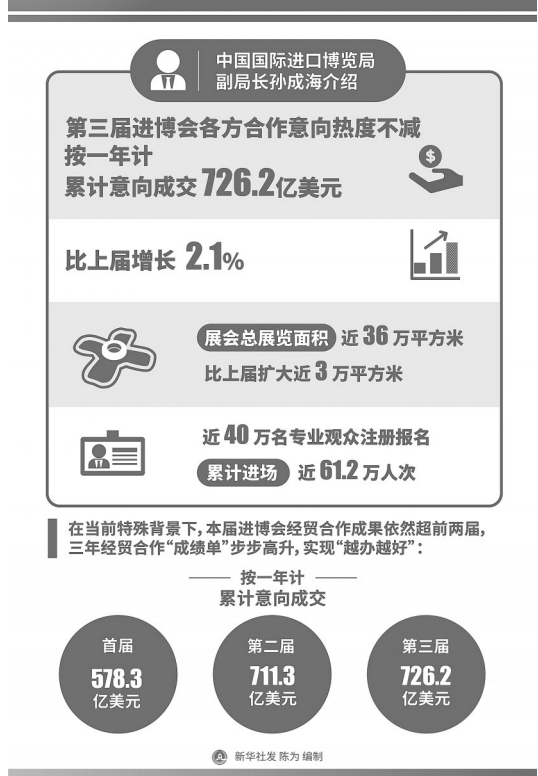 中国国际进口博览局
副局长孙成海介绍
第三届进博会各方合作意向热度不减
按一年计
累计意向成交 726.2亿美元
$
比上届增长 2.1%
展会总展览面积 近 36 万平方米
比上届扩大近 3 万平方米
近 40 万名专业观众注册报名
累计进场 近 61.2 万人次
在当前特殊背景下，本届进博会经贸合作成果依然超前两届，
三年经贸合作“成绩单”步步高升，实现“越办越好”：
按一年计
累计意向成交
首届
578.3
亿美元
第二届
711.3
亿美元
第三届
726.2
亿美元
新华社发 陈为 编制